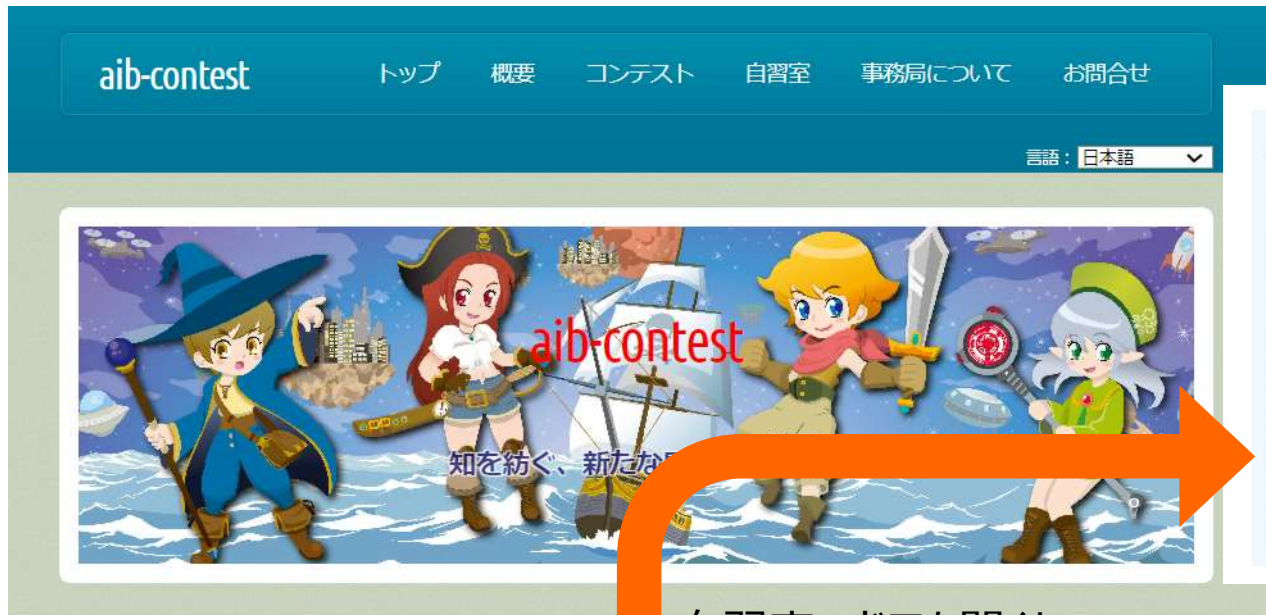 aib-contest トップ 概要 コンテスト 自習室 事務局について お問合せ
言語： 日本語
aib-contest
知を紡ぐ、新たな